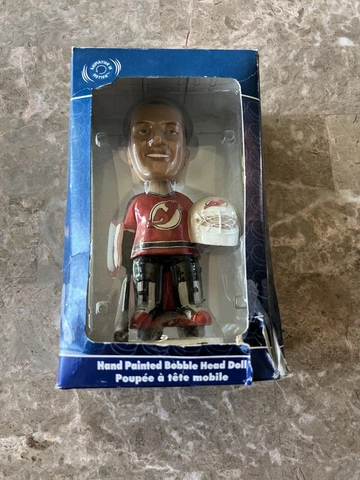 Hand Painted Bobble Head Doll
Poupée à tête mobile